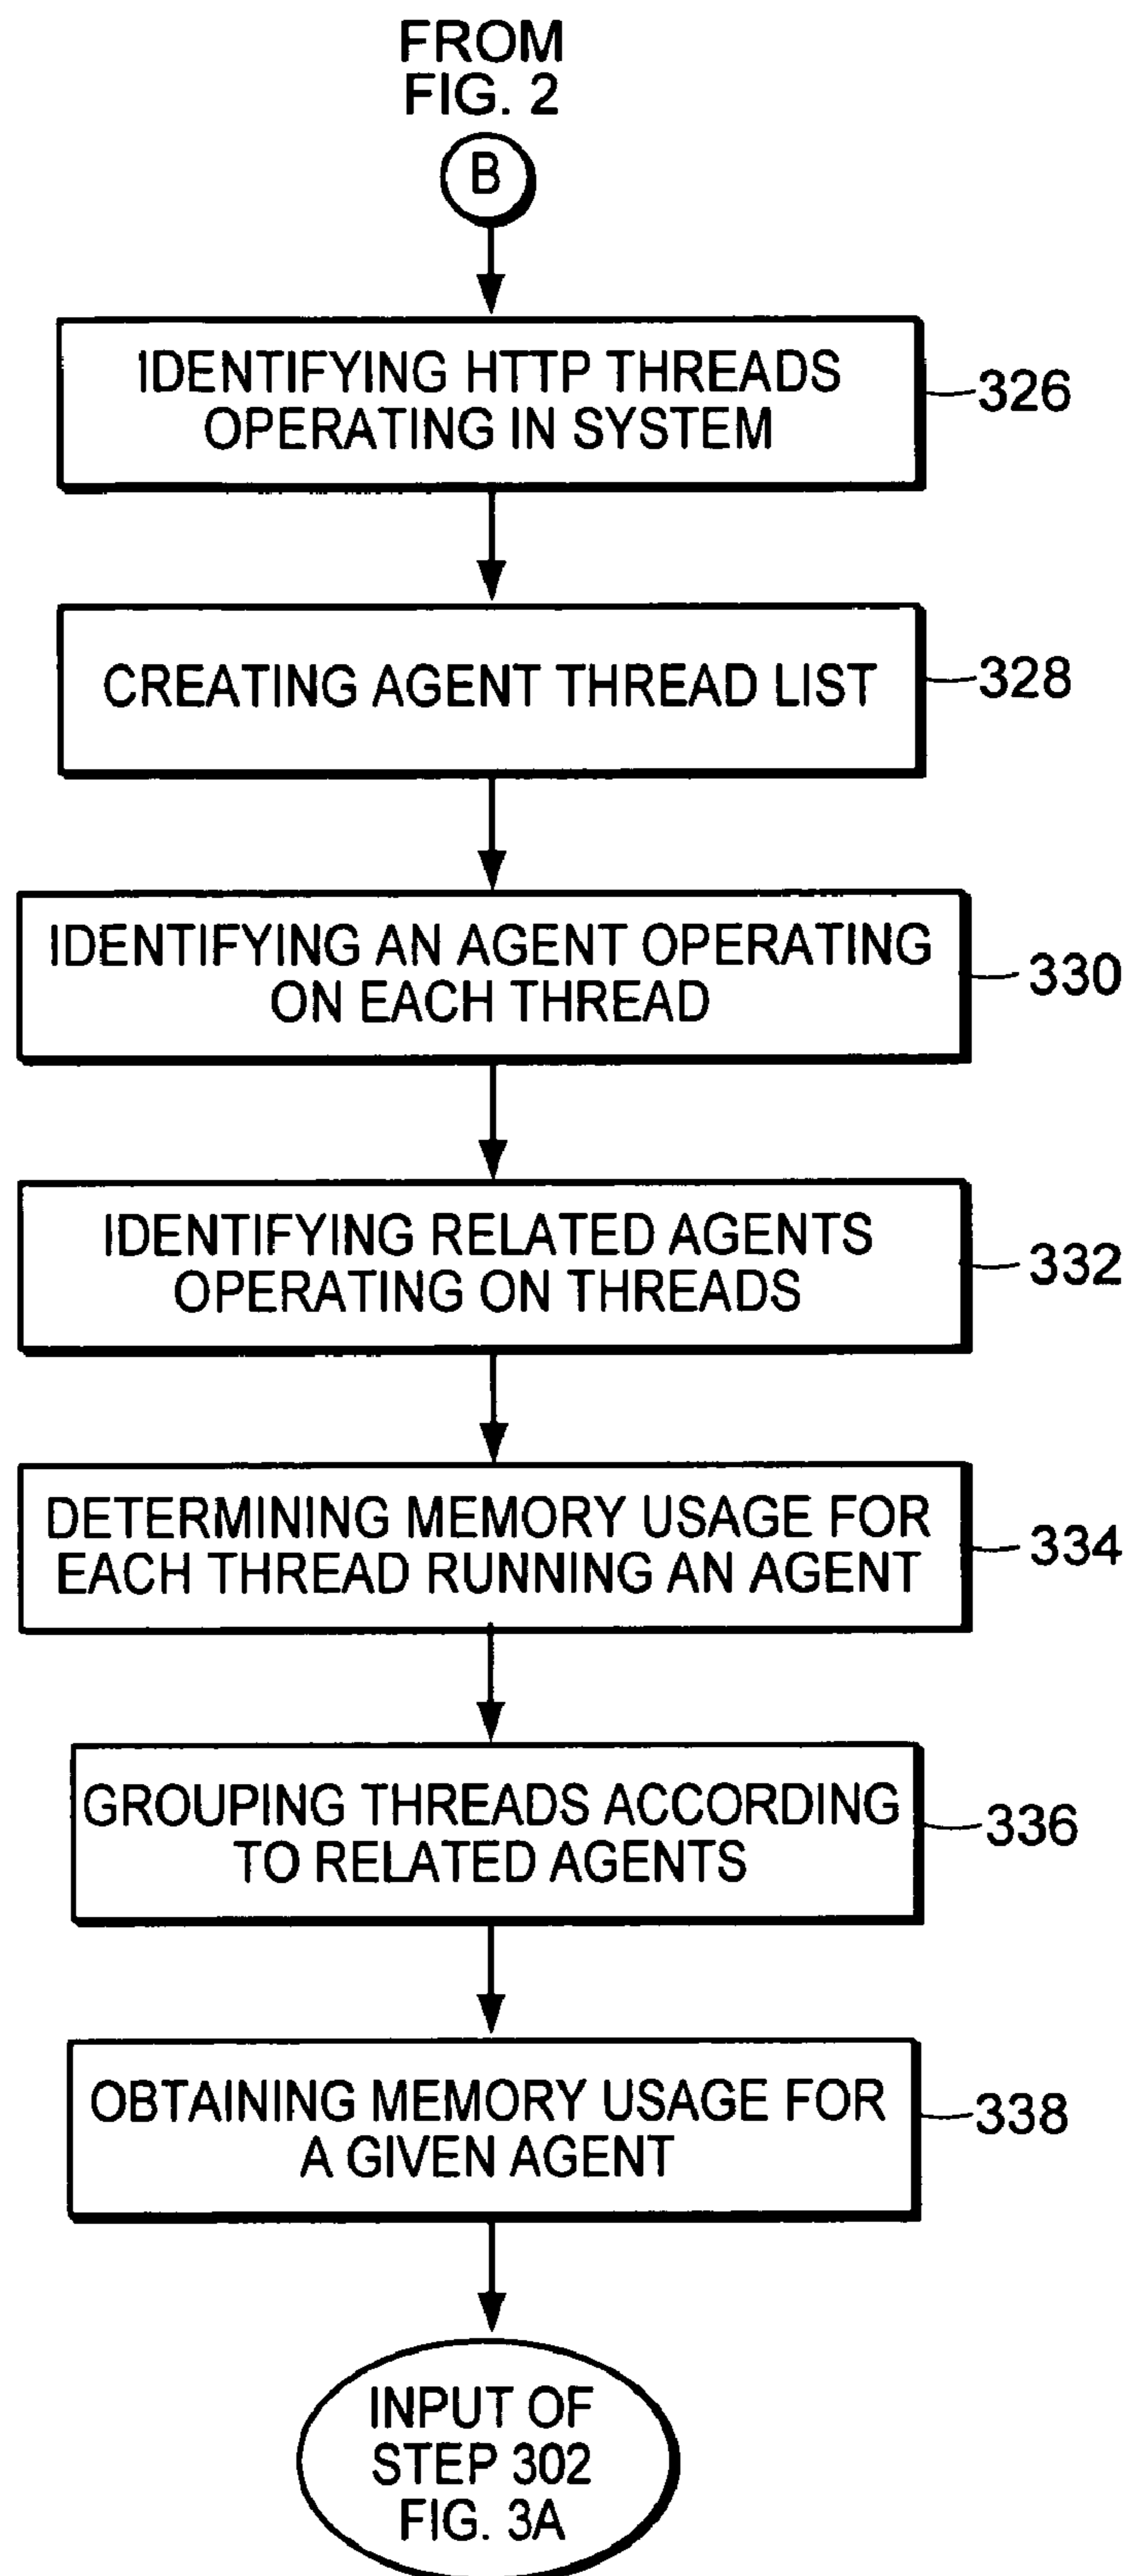 FROM
FIG. 2
B
IDENTIFYING HTTP THREADS
OPERATING IN SYSTEM
326
CREATING AGENT THREAD LIST
328
IDENTIFYING AN AGENT OPERATING
ON EACH THREAD
330
IDENTIFYING RELATED AGENTS
OPERATING ON THREADS
332
DETERMINING MEMORY USAGE FOR
EACH THREAD RUNNING AN AGENT
334
GROUPING THREADS ACCORDING
TO RELATED AGENTS
336
OBTAINING MEMORY USAGE FOR
A GIVEN AGENT
338
INPUT OF
STEP 302
FIG. 3A